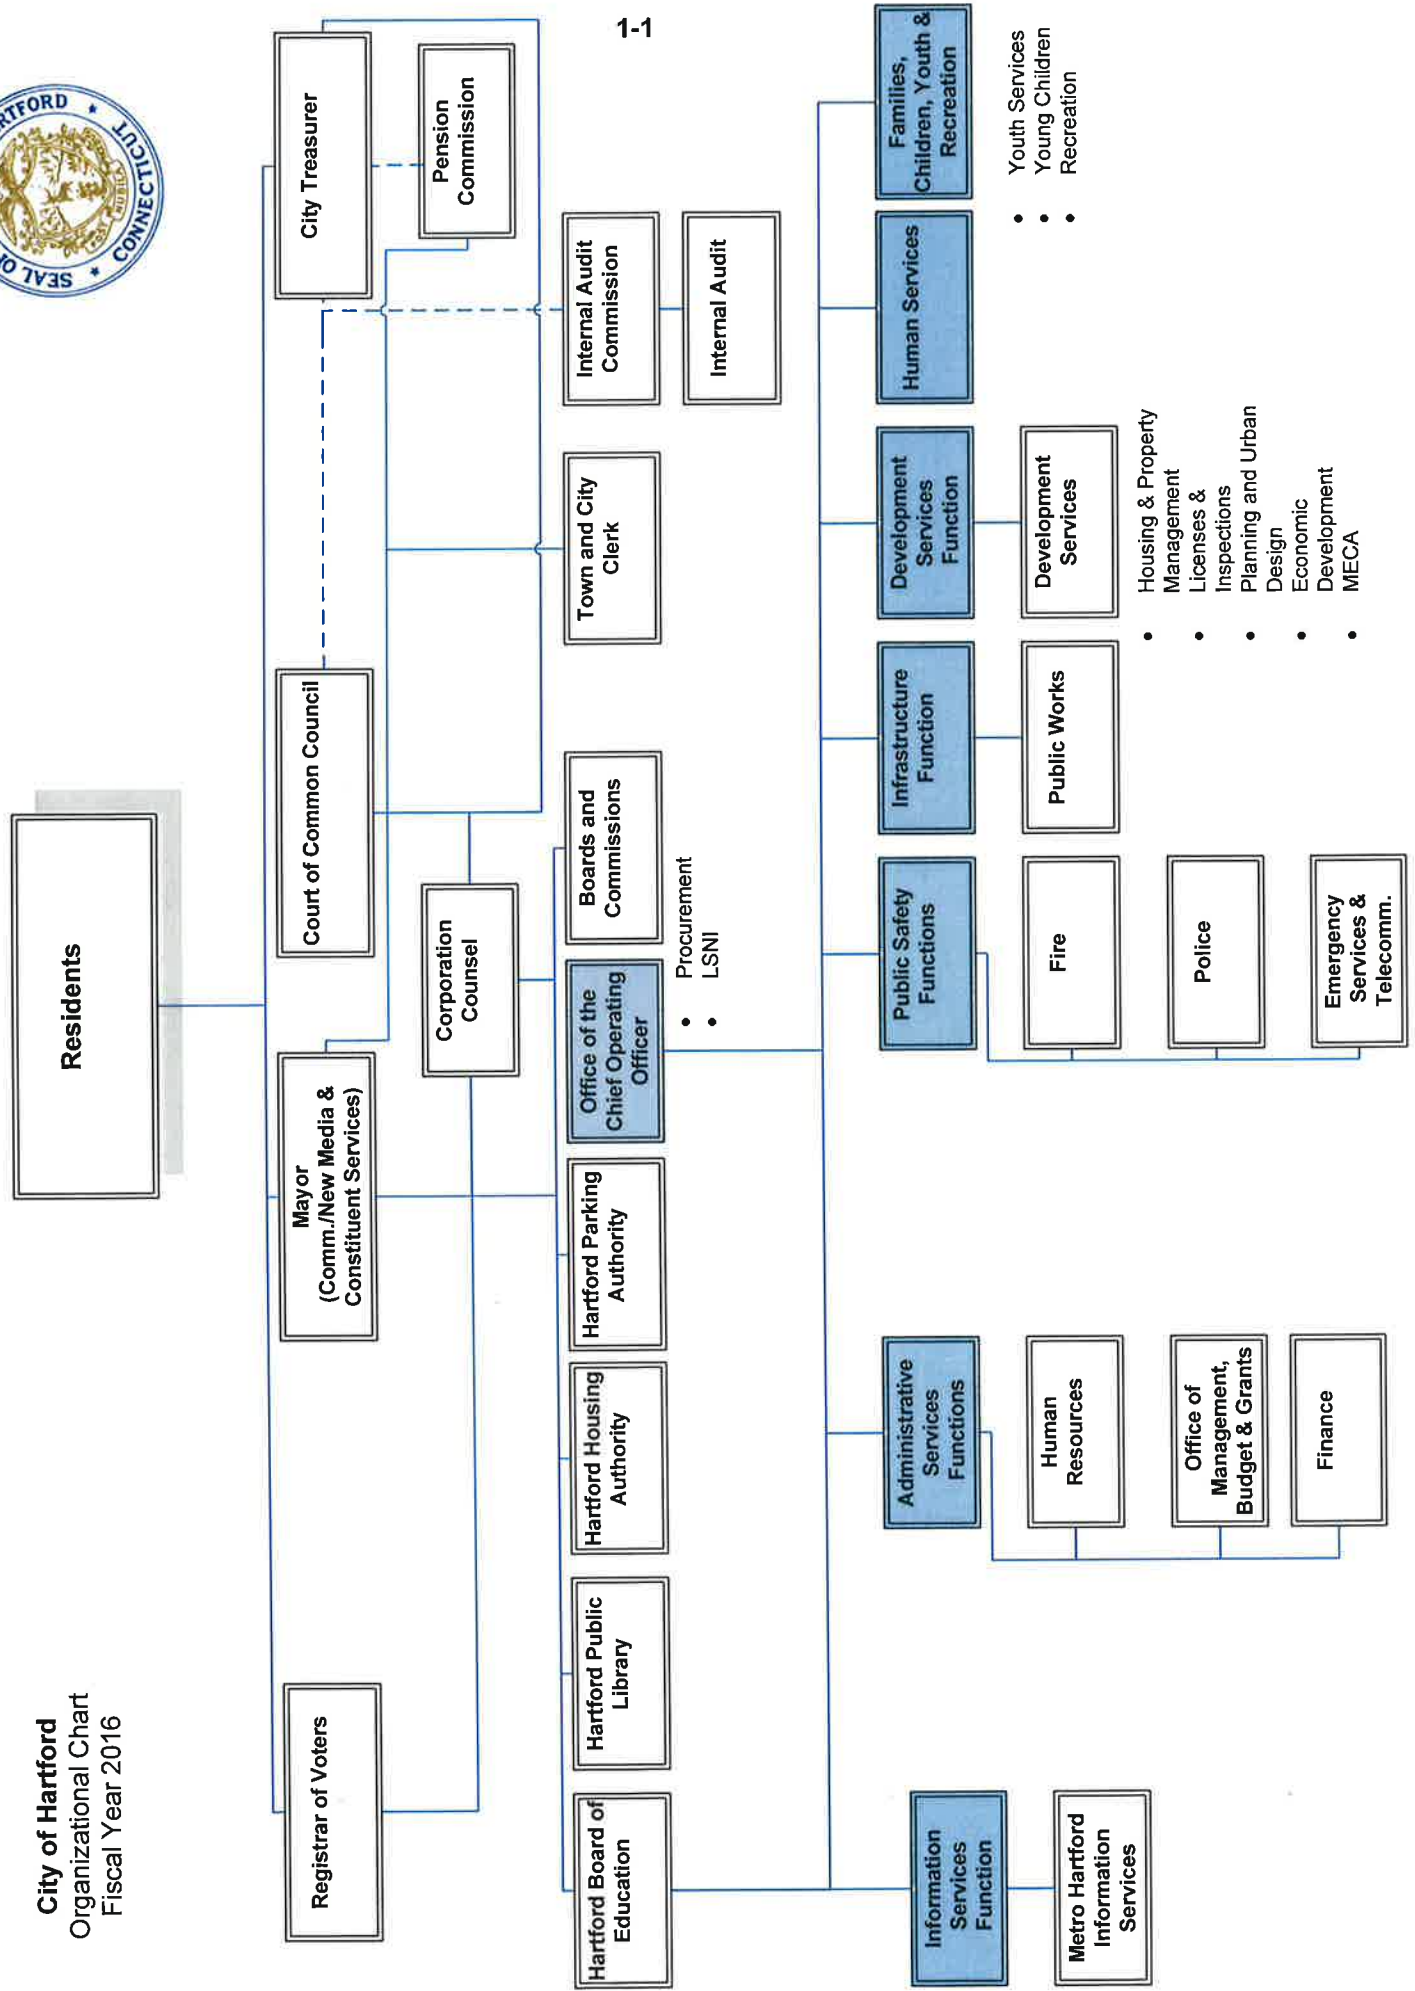 City of Hartford
Organizational Chart
Fiscal Year 2016
SEAL OF
RTFORD
CONNECTICUT
POST
NUBILA
Residents
Registrar of Voters
Mayor
(Comm./New Media &
Constituent Services)
Court of Common Council
City Treasurer
Corporation
Counsel
Pension
Commission
Hartford Board of
Education
Hartford Public
Library
Hartford Housing
Authority
Hartford Parking
Authority
Office of the
Chief Operating
Officer
• Procurement
• LSNI
Boards and
Commissions
Town and City
Clerk
Internal Audit
Commission
Internal Audit
1-1
Information
Services
Function
Metro Hartford
Information
Services
Administrative
Services
Functions
Human
Resources
Office of
Management,
Budget & Grants
Finance
Public Safety
Functions
Fire
Police
Emergency
Services &
Telecomm.
Infrastructure
Function
Public Works
Development
Services
Function
Development
Services
• Housing & Property
Management
• Licenses &
Inspections
• Planning and Urban
Design
• Economic
Development
• MECA
Human Services
Families,
Children, Youth &
Recreation
• Youth Services
• Young Children
• Recreation